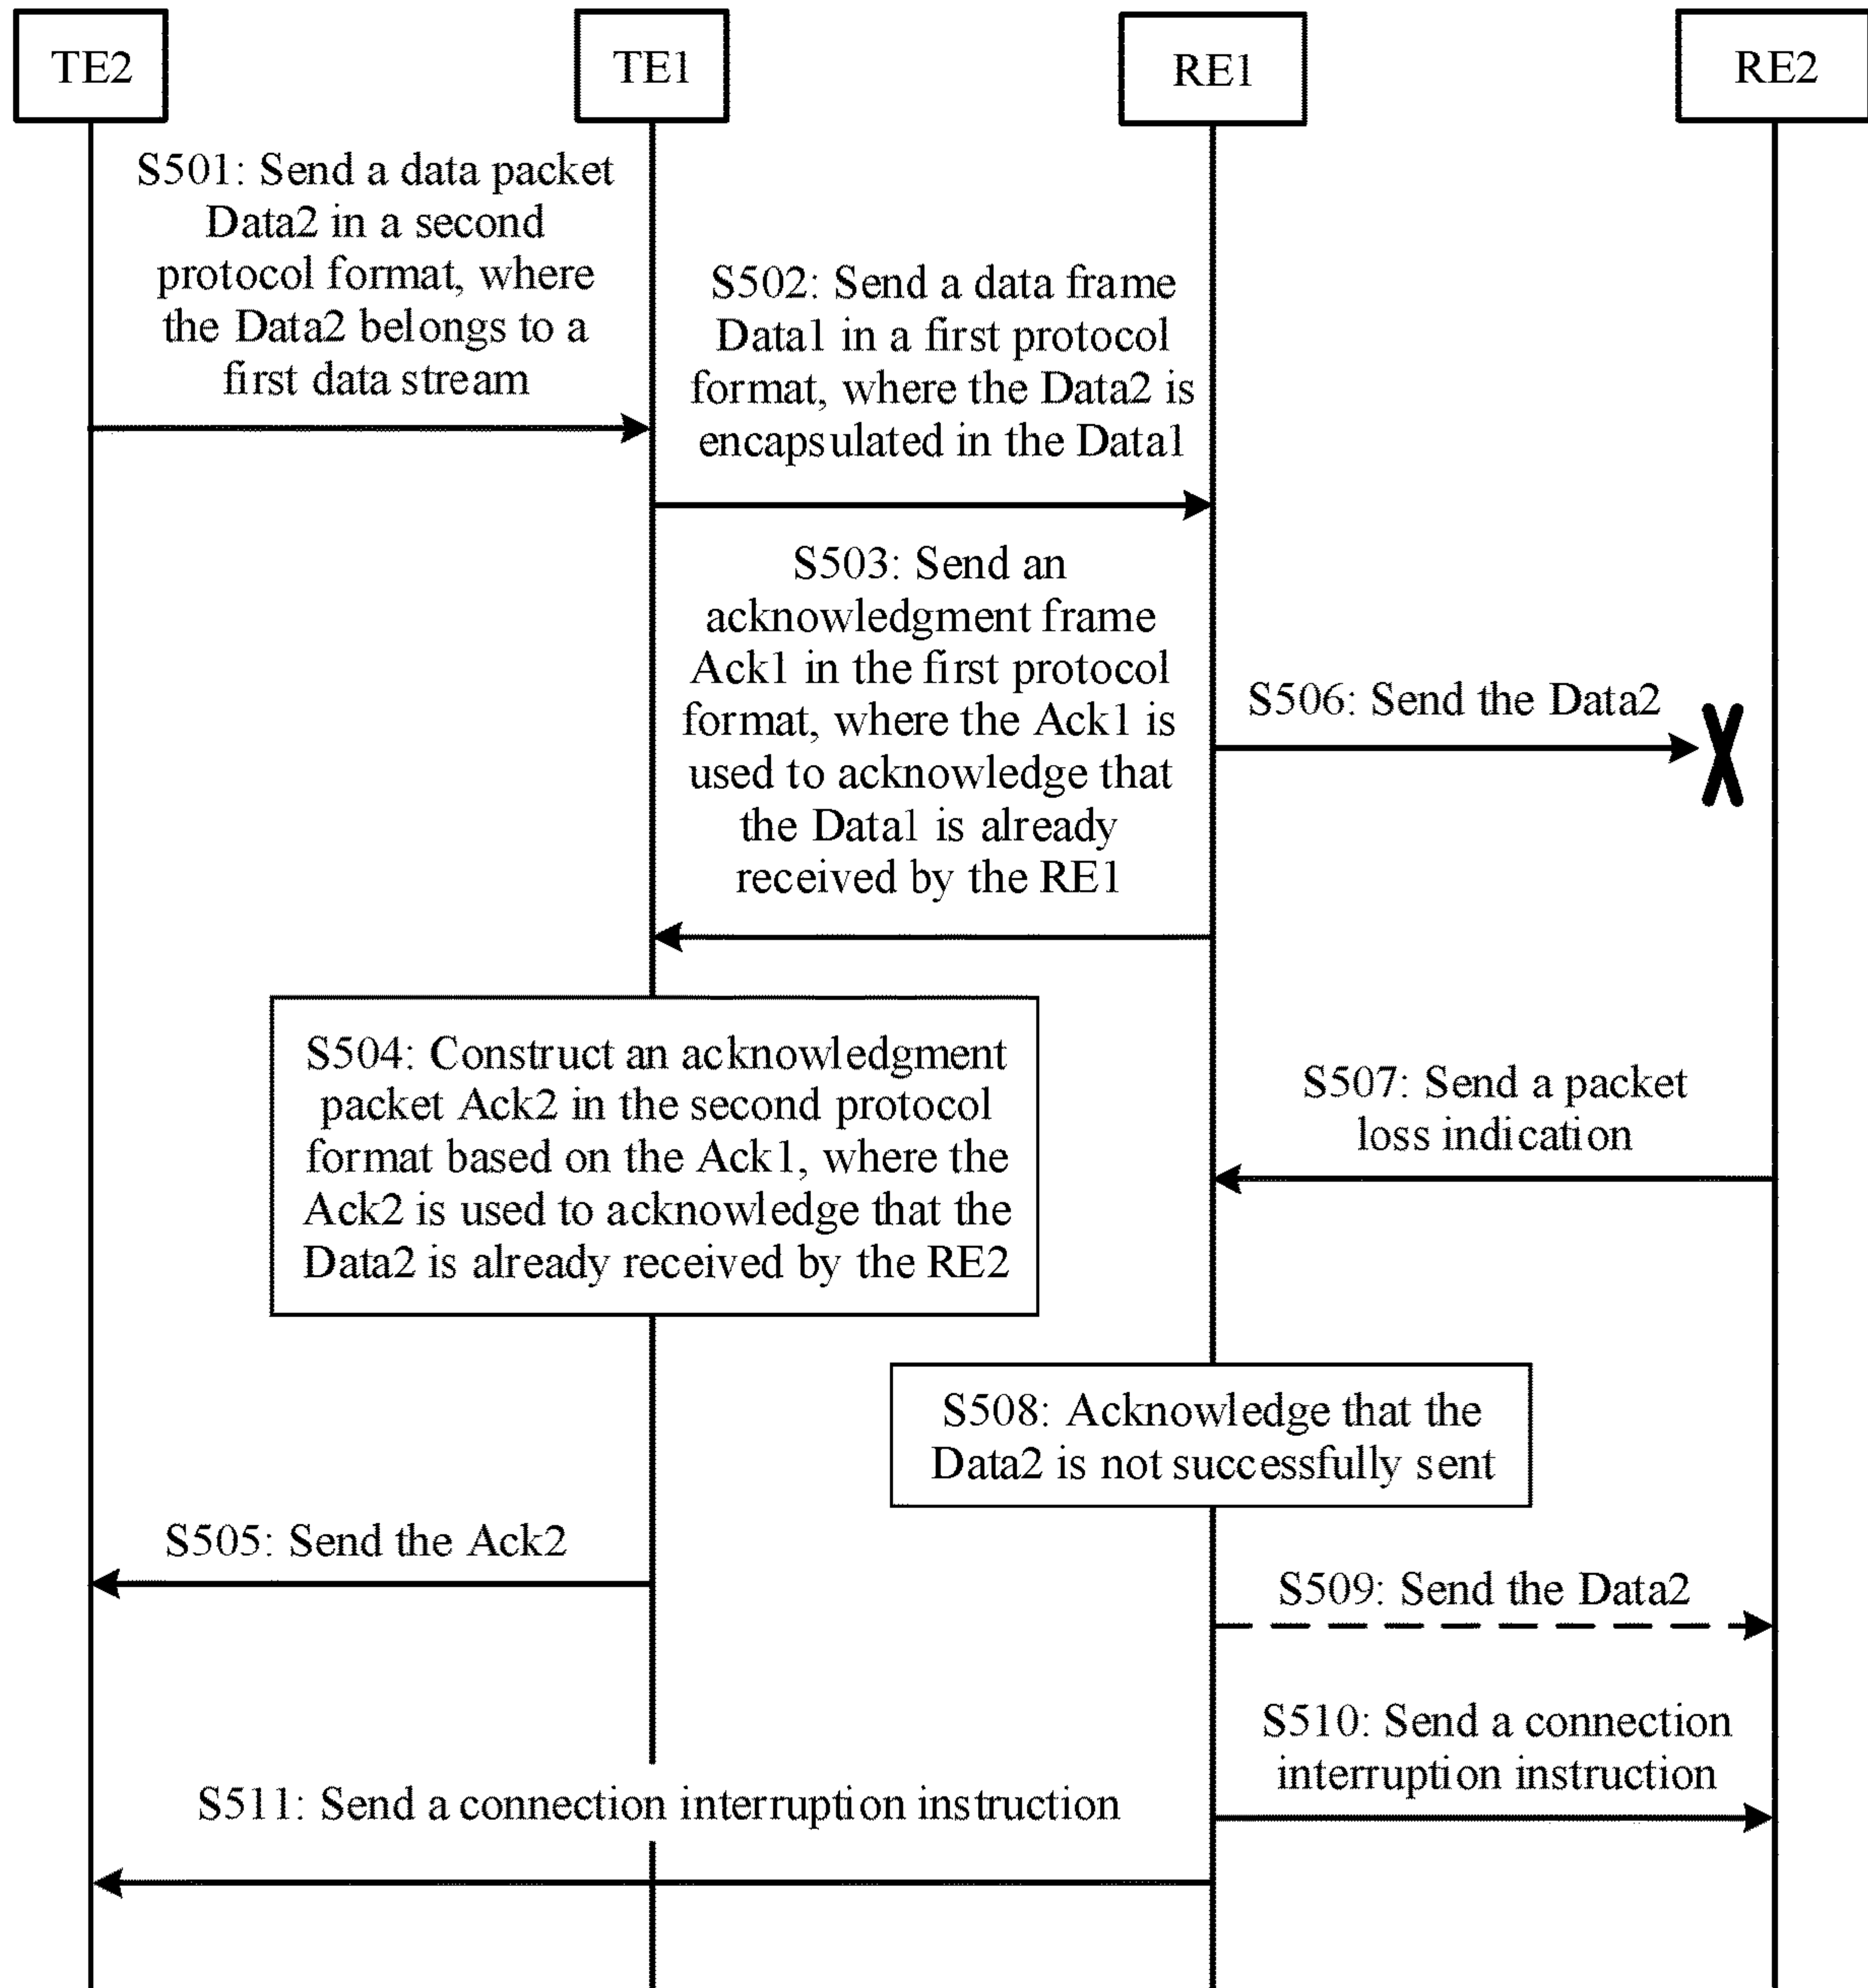 TE2
TE1
RE1
RE2
S501: Send a data packet
Data2 in a second
protocol format, where
the Data2 belongs to a
first data stream
S502: Send a data frame
Data1 in a first protocol
format, where the Data2 is
encapsulated in the Data1
S503: Send an
acknowledgment frame
Ack1 in the first protocol
format, where the Ack1 is
used to acknowledge that
the Data1 is already
received by the RE1
S506: Send the Data2
S504: Construct an acknowledgment
packet Ack2 in the second protocol
format based on the Ack1, where the
Ack2 is used to acknowledge that the
Data2 is already received by the RE2
S507: Send a packet
loss indication
S508: Acknowledge that the
Data2 is not successfully sent
S505: Send the Ack2
S509: Send the Data2
S510: Send a connection
interruption instruction
S511: Send a connection interruption instruction